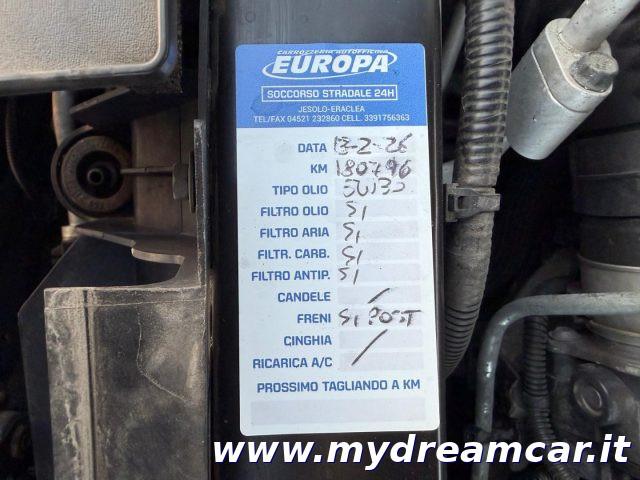 CARROZZERIA AUTOFFICINA
EUROPA
SOCCORSO STRADALE 24H
JESOLO-ERACLEA
TEL/FAX 04521 232860 CELL. 3391756363
DATA 13-2-26
KM 180796
TIPO OLIO 5W30
FILTRO OLIO SI
FILTRO ARIA SI
FILTR. CARB. SI
FILTRO ANTIP. SI
CANDELE /
FRENI SI POST
CINGHIA
RICARICA A/C /
PROSSIMO TAGLIANDO A KM
www.mydreamcar.it